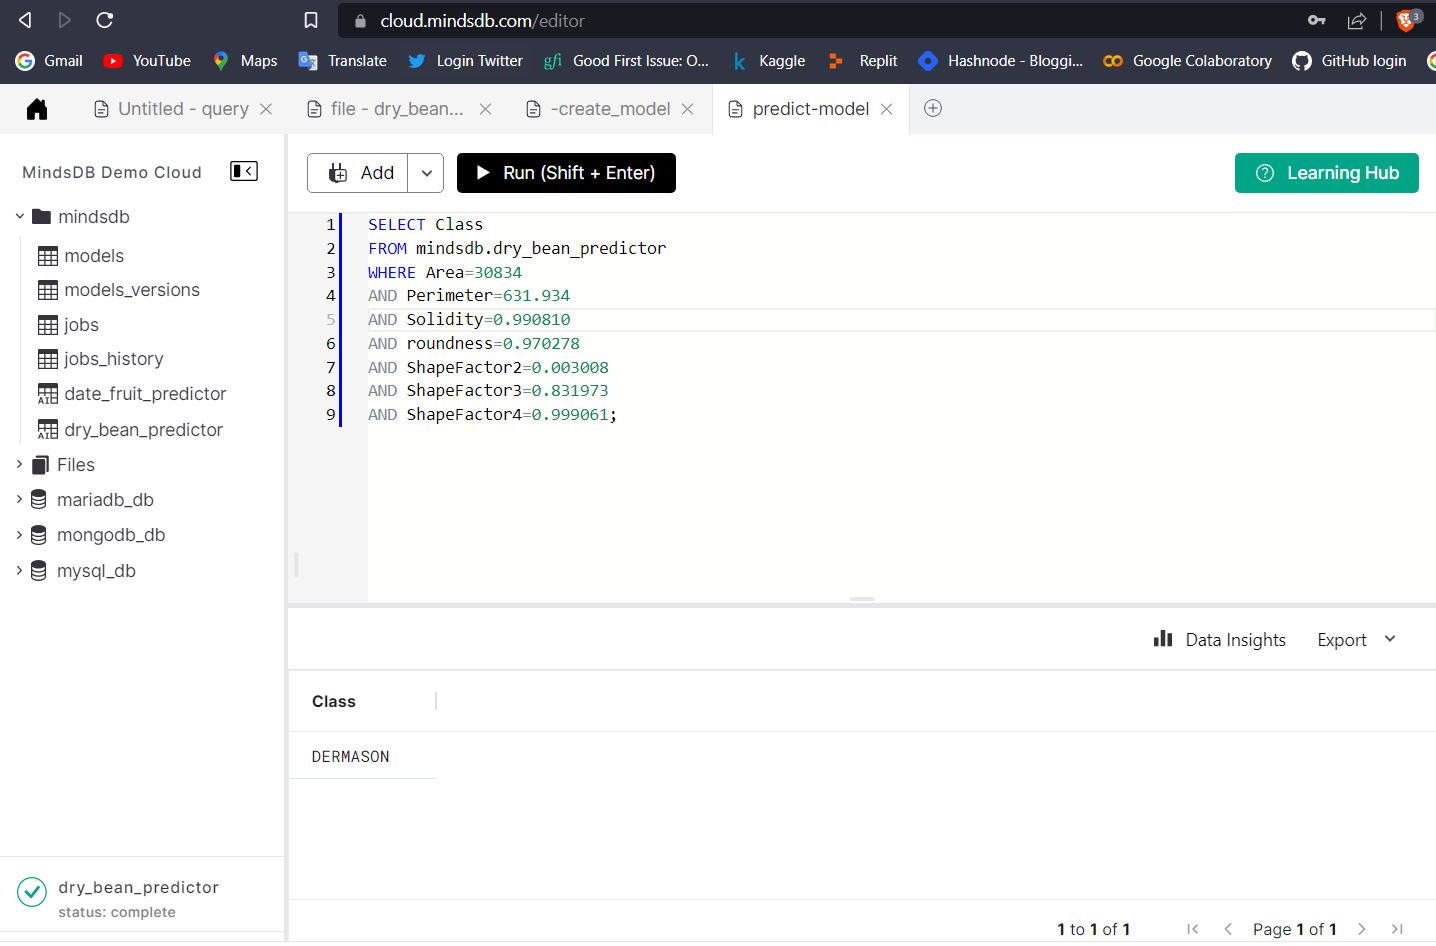 cloud.mindsdb.com/editor
3
Gmail YouTube Maps Translate Login Twitter gfi Good First Issue: O... Kaggle Replit Hashnode - Bloggi... Google Colaboratory GitHub login
Untitled - query file - dry_bean... -create_model predict-model
MindsDB Demo Cloud
Add Run (Shift + Enter) Learning Hub
mindsdb
models
models_versions
jobs
jobs_history
date_fruit_predictor
dry_bean_predictor
Files
mariadb_db
mongodb_db
mysql_db
1 SELECT Class
2 FROM mindsdb.dry_bean_predictor
3 WHERE Area=30834
4 AND Perimeter=631.934
5 AND Solidity=0.990810
6 AND roundness=0.970278
7 AND ShapeFactor2=0.003008
8 AND ShapeFactor3=0.831973
9 AND ShapeFactor4=0.999061;
Data Insights Export
Class
DERMASON
dry_bean_predictor
status: complete
1 to 1 of 1 Page 1 of 1